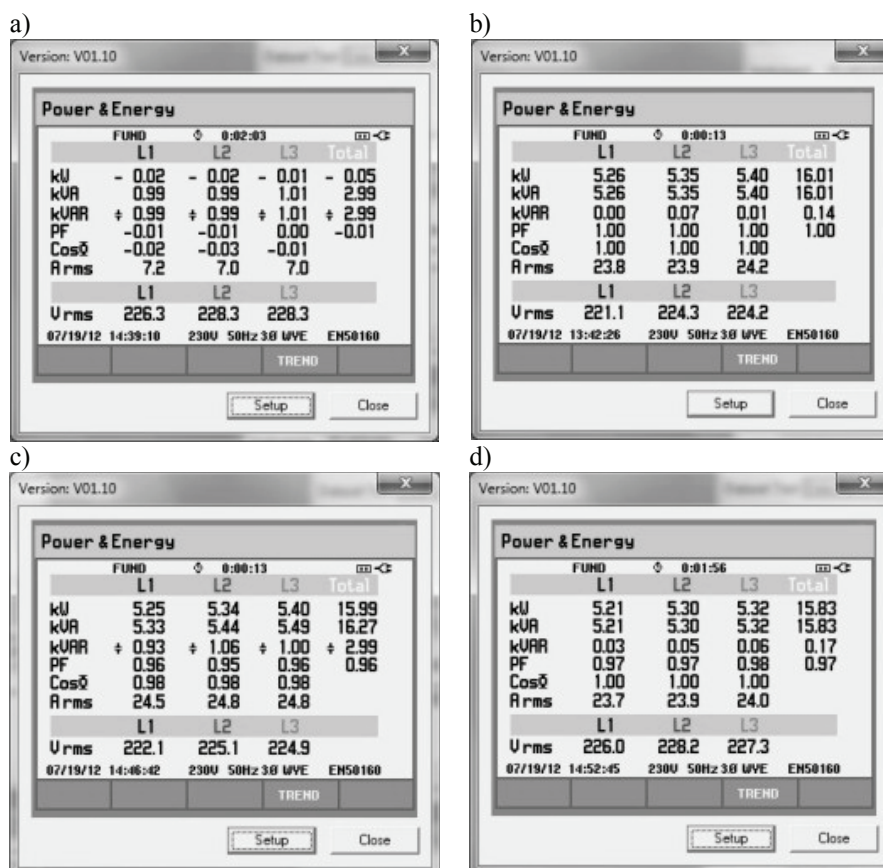 a)
Version: V01.10
Power & Energy
FUND 0:02:03
L1 L2 L3 Total
kW - 0.02 - 0.02 - 0.01 - 0.05
kVA 0.99 0.99 1.01 2.99
kVAR 0.99 0.99 1.01 2.99
PF -0.01 -0.01 0.00 -0.01
CosΦ -0.02 -0.03 -0.01
A rms 7.2 7.0 7.0
L1 L2 L3
V rms 226.3 228.3 228.3
07/19/12 14:39:10 230V 50Hz 3Ø WYE EN50160
TREND
Setup Close
b)
Version: V01.10
Power & Energy
FUND 0:00:13
L1 L2 L3 Total
kW 5.26 5.35 5.40 16.01
kVA 5.26 5.35 5.40 16.01
kVAR 0.00 0.07 0.01 0.14
PF 1.00 1.00 1.00 1.00
CosΦ 1.00 1.00 1.00
A rms 23.8 23.9 24.2
L1 L2 L3
V rms 221.1 224.3 224.2
07/19/12 13:42:26 230V 50Hz 3Ø WYE EN50160
TREND
Setup Close
c)
Version: V01.10
Power & Energy
FUND 0:00:13
L1 L2 L3 Total
kW 5.25 5.34 5.40 15.99
kVA 5.33 5.44 5.49 16.27
kVAR 0.93 1.06 1.00 2.99
PF 0.96 0.95 0.96 0.96
CosΦ 0.98 0.98 0.98
A rms 24.5 24.8 24.8
L1 L2 L3
V rms 222.1 225.1 224.9
07/19/12 14:46:42 230V 50Hz 3Ø WYE EN50160
TREND
Setup Close
d)
Version: V01.10
Power & Energy
FUND 0:01:56
L1 L2 L3 Total
kW 5.21 5.30 5.32 15.83
kVA 5.21 5.30 5.32 15.83
kVAR 0.03 0.05 0.06 0.17
PF 0.97 0.97 0.98 0.97
CosΦ 1.00 1.00 1.00
A rms 23.7 23.9 24.0
L1 L2 L3
V rms 226.0 228.2 227.3
07/19/12 14:52:45 230V 50Hz 3Ø WYE EN50160
TREND
Setup Close